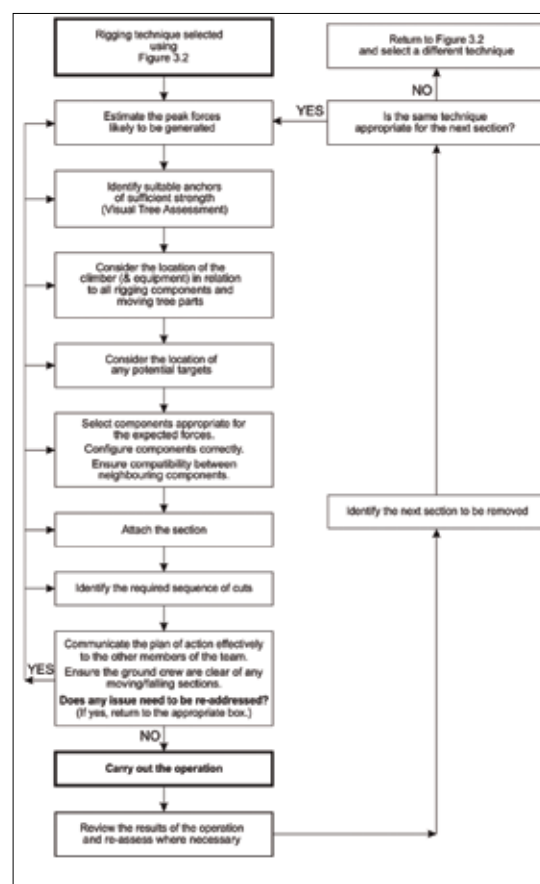 Rigging technique selected
using
Figure 3.2
Return to Figure 3.2
and select a different technique
NO
YES
Estimate the peak forces
likely to be generated
Is the same technique
appropriate for the next section?
Identify suitable anchors
of sufficient strength
(Visual Tree Assessment)
Consider the location of the
climber (& equipment) in relation
to all rigging components and
moving tree parts
Consider the location of
any potential targets
Select components appropriate for
the expected forces.
Configure components correctly.
Ensure compatibility between
neighbouring components.
Identify the next section to be removed
Attach the section
Identify the required sequence of cuts
Communicate the plan of action effectively
to the other members of the team.
Ensure the ground crew are clear of any
moving/falling sections.
Does any issue need to be re-addressed?
(If yes, return to the appropriate box.)
YES
NO
Carry out the operation
Review the results of the operation
and re-assess where necessary